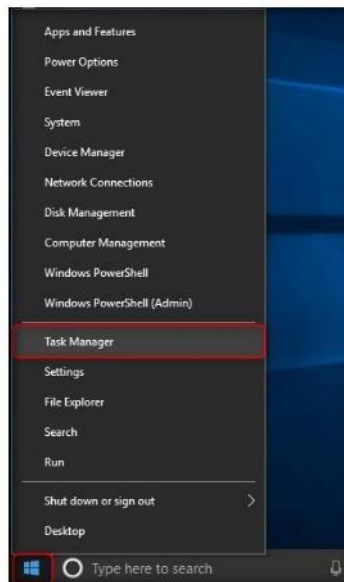 Apps and Features
Power Options
Event Viewer
System
Device Manager
Network Connections
Disk Management
Computer Management
Windows PowerShell
Windows PowerShell (Admin)
Task Manager
Settings
File Explorer
Search
Run
Shut down or sign out
Desktop
Type here to search